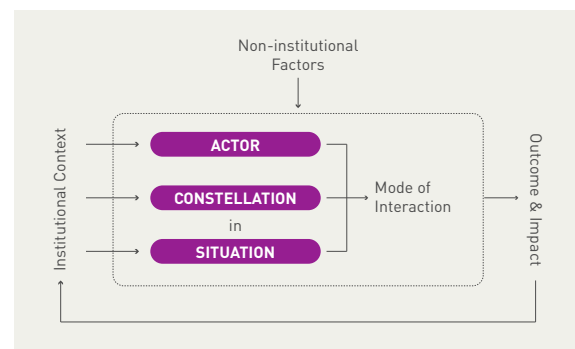 Non-institutional
Factors
Institutional Context
ACTOR
CONSTELLATION
in
SITUATION
Mode of
Interaction
Outcome & Impact